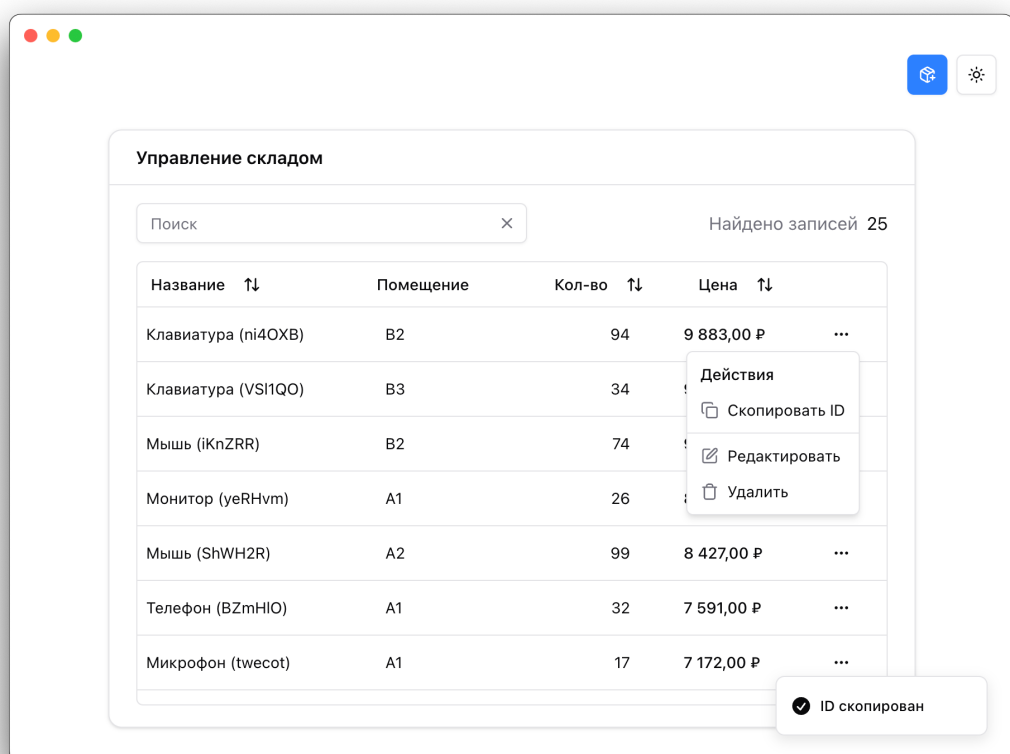 Управление складом
Поиск
Найдено записей 25
Название Помещение Кол-во Цена
Клавиатура (ni4OXB) B2 94 9 883,00 ₽
Действия
Клавиатура (VSl1QO) B3 34
Скопировать ID
Мышь (iKnZRR) B2 74
Редактировать
Монитор (yeRHvm) A1 26
Удалить
Мышь (ShWH2R) A2 99 8 427,00 ₽
Телефон (BZmHlO) A1 32 7 591,00 ₽
Микрофон (twecot) A1 17 7 172,00 ₽
ID скопирован